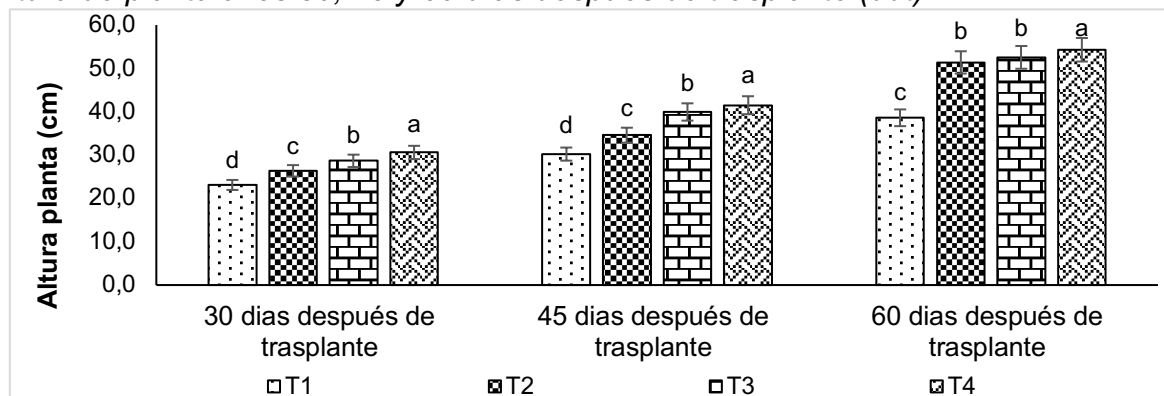 60,0
50,0
40,0
30,0
20,0
10,0
0,0
Altura planta (cm)
d c b a
d c b a
c b b a
30 dias después de
trasplante
45 dias después de
trasplante
60 dias después de
trasplante
T1 T2 T3 T4